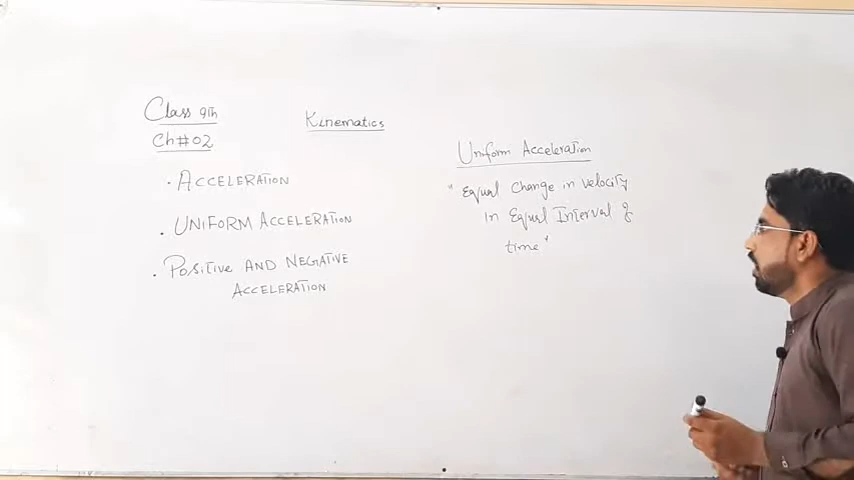 Class 9th
Ch#02
Kinematics
• ACCELERATION
• UNIFORM ACCELERATION
• POSITIVE AND NEGATIVE
ACCELERATION
Uniform Acceleration
" Equal Change in velocity
in Equal Interval of
time"